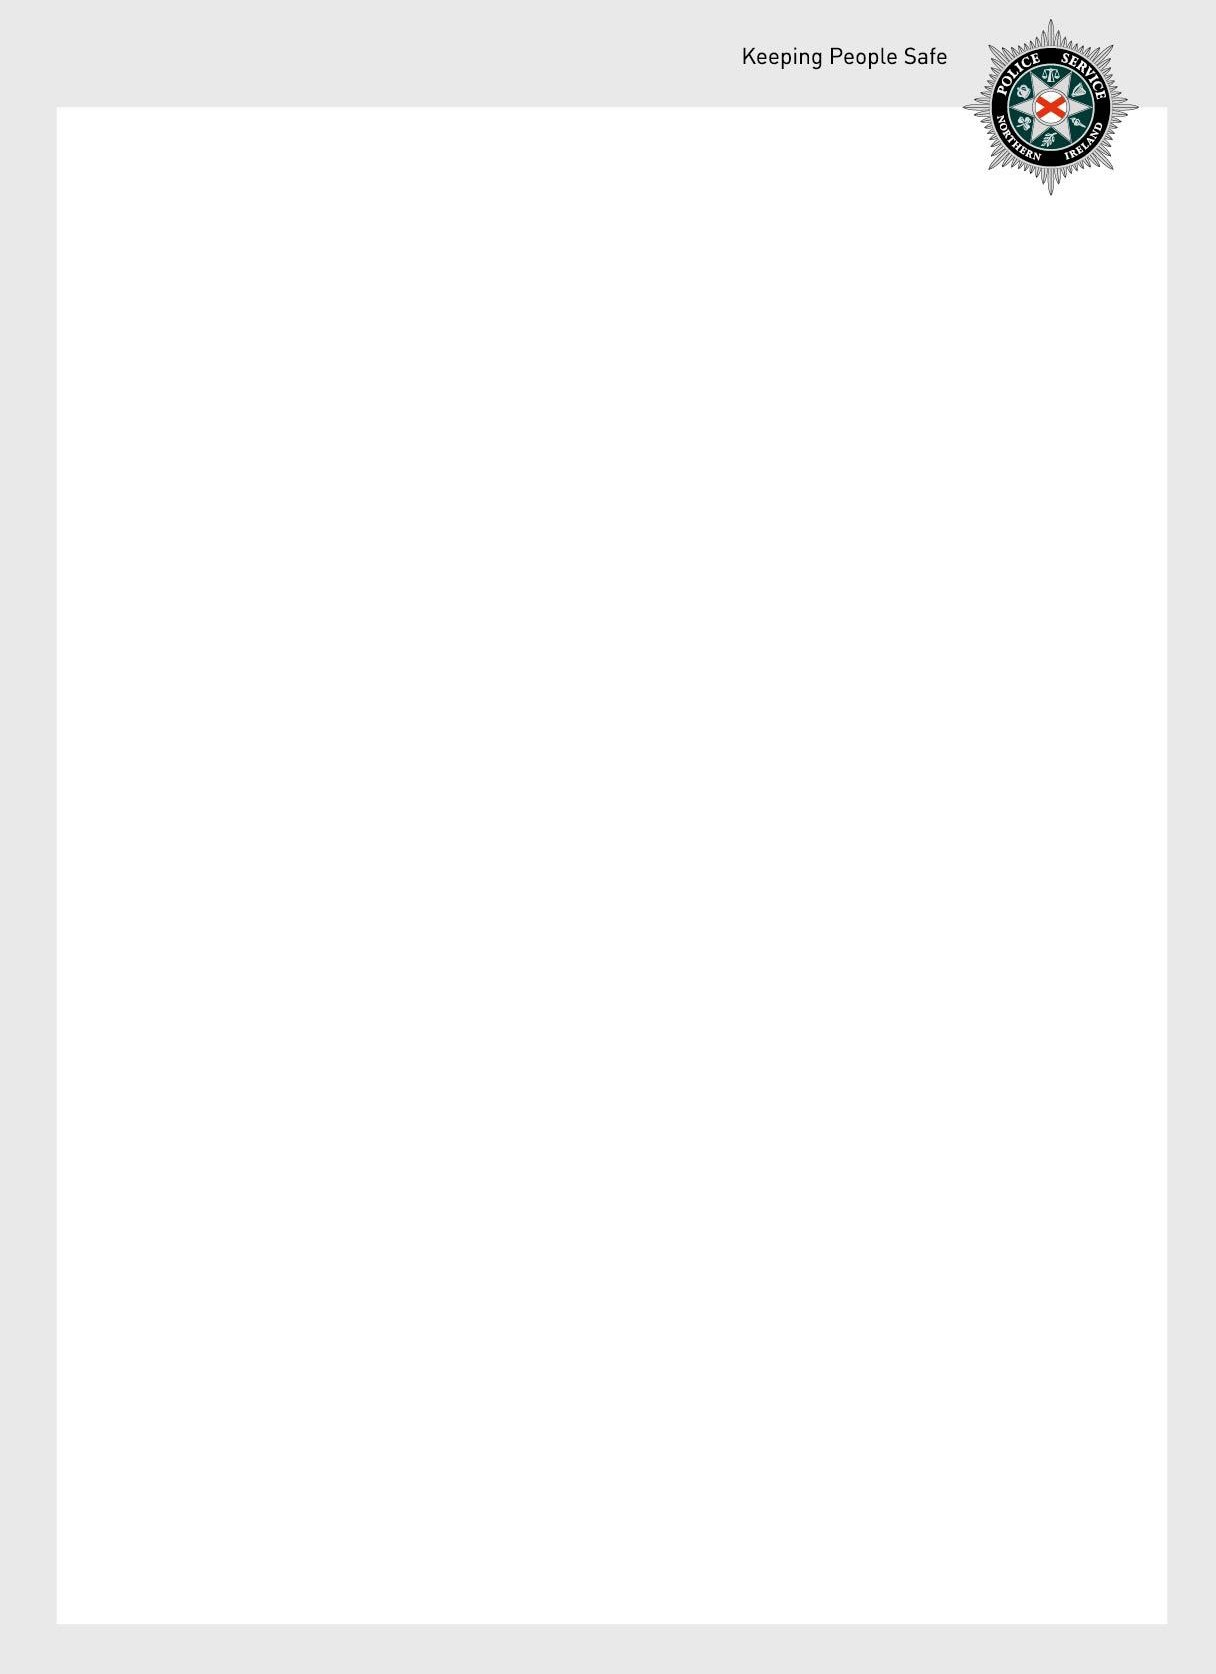 Keeping People Safe
POLICE SERVICE
NORTHERN IRELAND